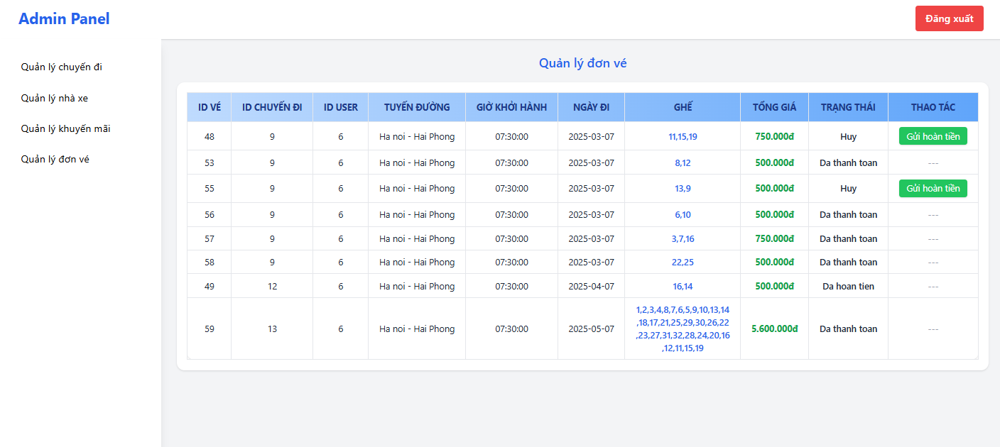 Admin Panel
Đăng xuất
Quản lý chuyến đi
Quản lý nhà xe
Quản lý khuyến mãi
Quản lý đơn vé
Quản lý đơn vé
ID VÉ ID CHUYẾN ĐI ID USER TUYẾN ĐƯỜNG GIỜ KHỞI HÀNH NGÀY ĐI GHẾ TỔNG GIÁ TRẠNG THÁI THAO TÁC
48 9 6 Ha noi - Hai Phong 07:30:00 2025-03-07 11,15,19 750.000đ Huy Gửi hoàn tiền
53 9 6 Ha noi - Hai Phong 07:30:00 2025-03-07 8,12 500.000đ Da thanh toan ---
55 9 6 Ha noi - Hai Phong 07:30:00 2025-03-07 13,9 500.000đ Huy Gửi hoàn tiền
56 9 6 Ha noi - Hai Phong 07:30:00 2025-03-07 6,10 500.000đ Da thanh toan ---
57 9 6 Ha noi - Hai Phong 07:30:00 2025-03-07 3,7,16 750.000đ Da thanh toan ---
58 9 6 Ha noi - Hai Phong 07:30:00 2025-03-07 22,25 500.000đ Da thanh toan ---
49 12 6 Ha noi - Hai Phong 07:30:00 2025-04-07 16,14 500.000đ Da hoan tien ---
59 13 6 Ha noi - Hai Phong 07:30:00 2025-05-07 1,2,3,4,8,7,6,5,9,10,13,14
,18,17,21,25,29,30,26,22
,23,27,31,32,28,24,20,16
,12,11,15,19 5.600.000đ Da thanh toan ---